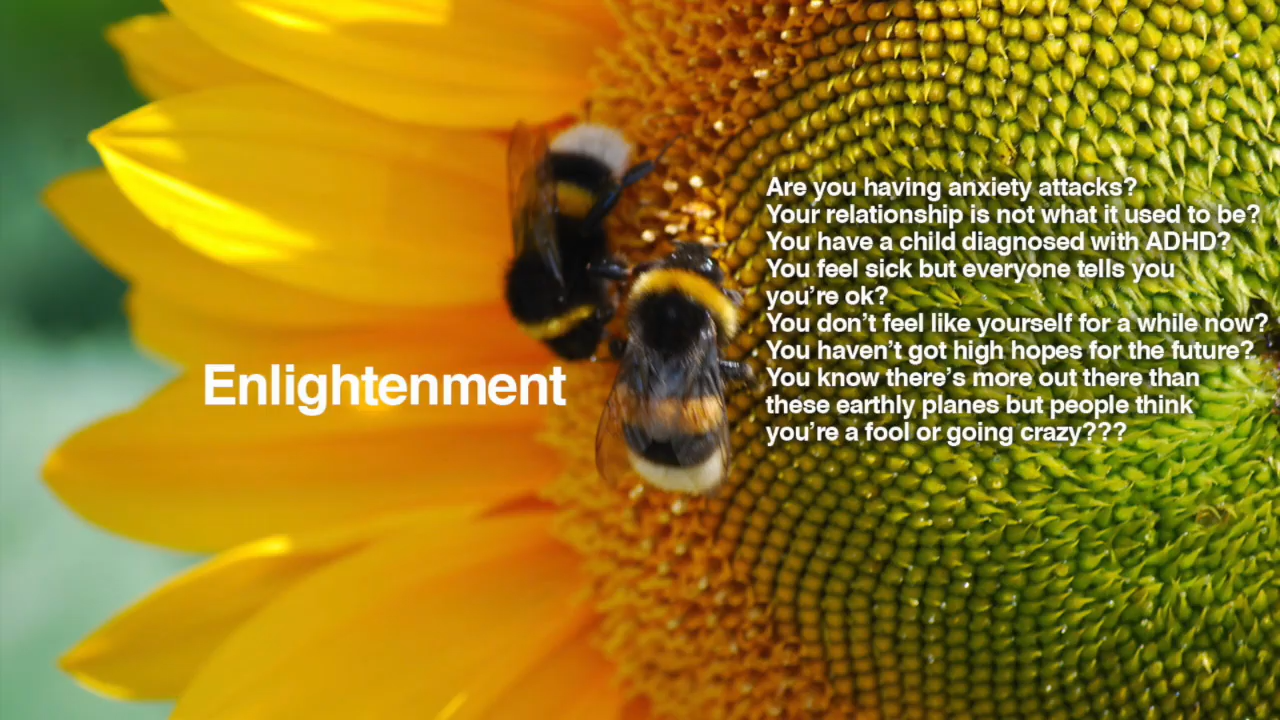 Enlightenment
Are you having anxiety attacks?
Your relationship is not what it used to be?
You have a child diagnosed with ADHD?
You feel sick but everyone tells you
you’re ok?
You don’t feel like yourself for a while now?
You haven’t got high hopes for the future?
You know there’s more out there than
these earthly planes but people think
you’re a fool or going crazy???